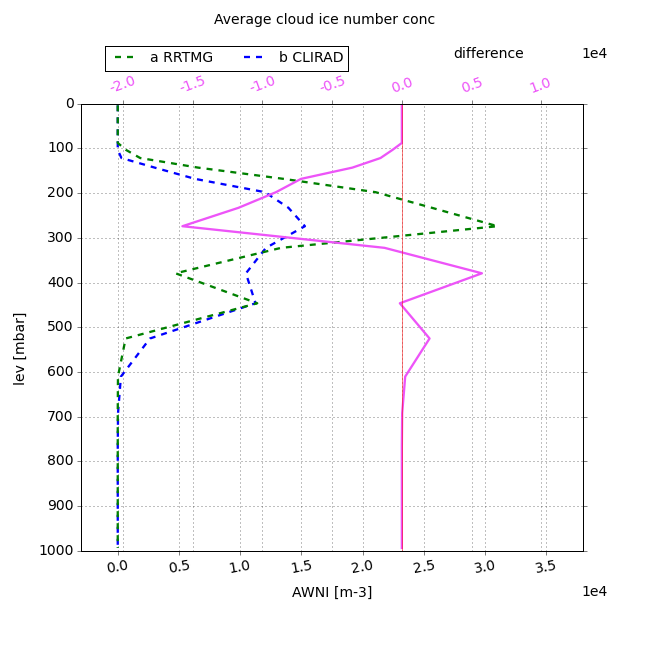 Average cloud ice number conc
a RRTMG b CLIRAD difference 1e4
-2.0 -1.5 -1.0 -0.5 0.0 0.5 1.0
0
100
200
300
400
500
600
700
800
900
1000
lev [mbar]
0.0 0.5 1.0 1.5 2.0 2.5 3.0 3.5
AWNI [m-3] 1e4